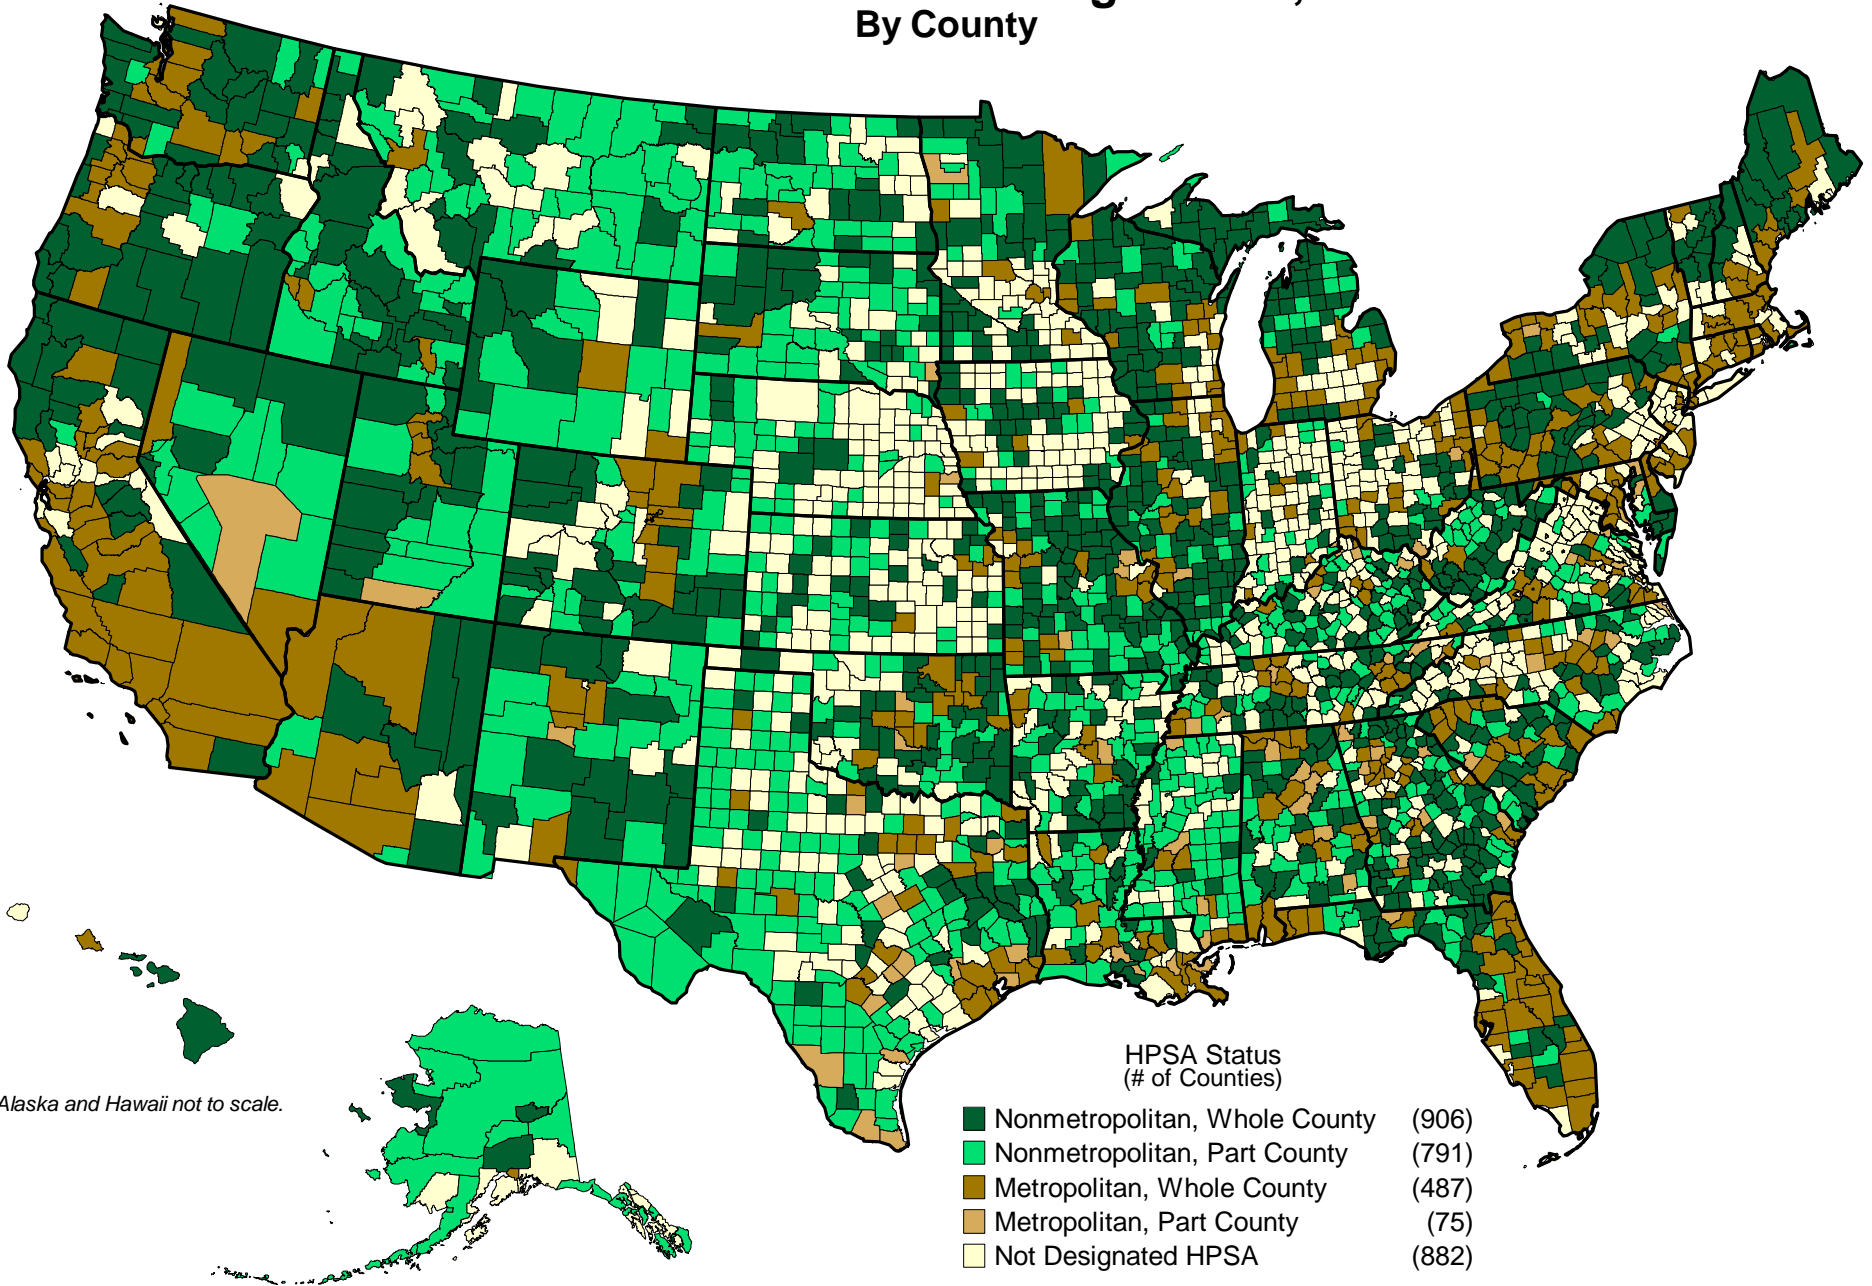 By County
Alaska and Hawaii not to scale.
HPSA Status
(# of Counties)
Nonmetropolitan, Whole County (906)
Nonmetropolitan, Part County (791)
Metropolitan, Whole County (487)
Metropolitan, Part County (75)
Not Designated HPSA (882)